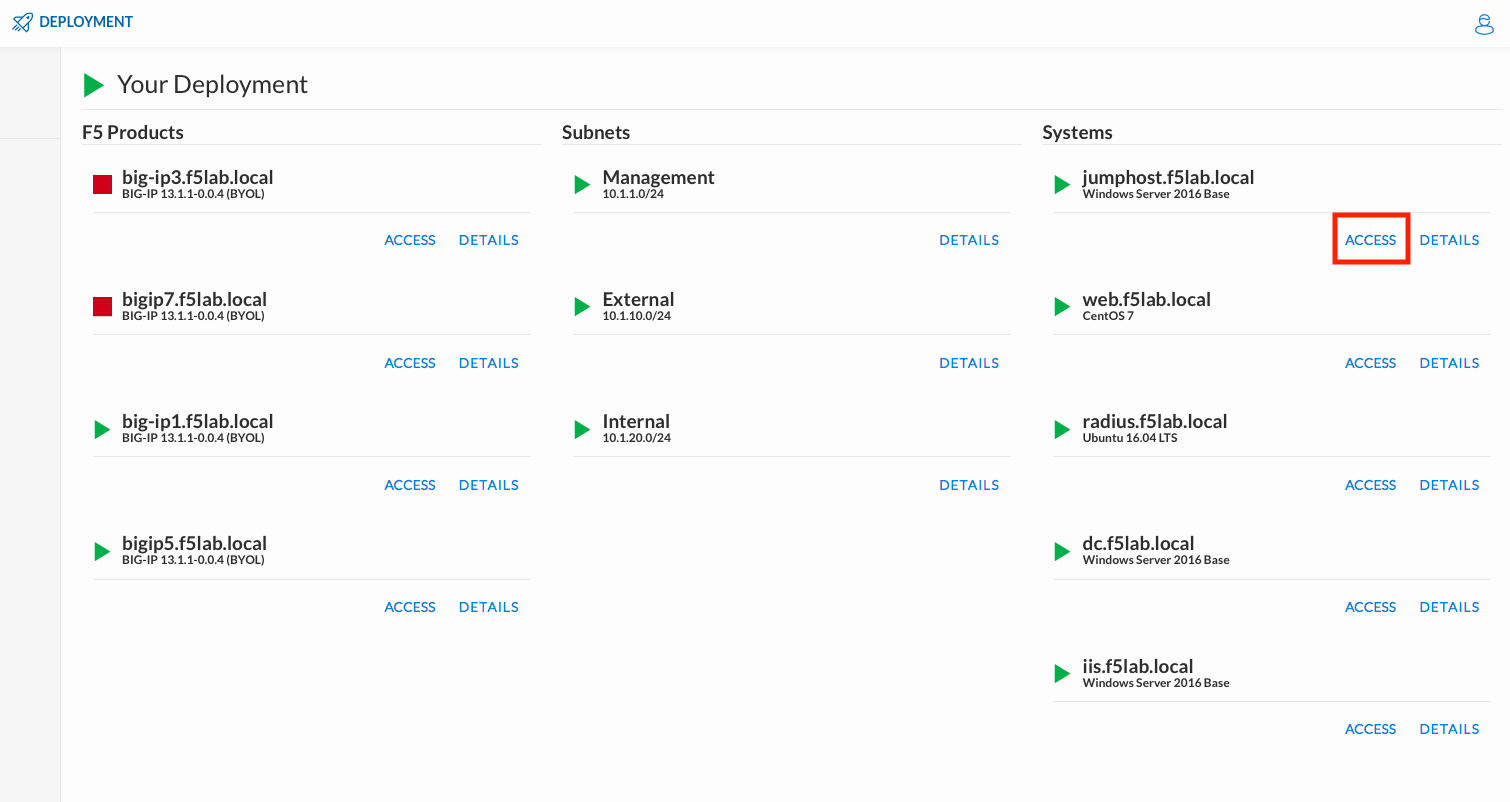 DEPLOYMENT
Your Deployment
F5 Products
big-ip3.f5lab.local
BIG-IP 13.1.1-0.0.4 (BYOL)
ACCESS DETAILS
bigip7.f5lab.local
BIG-IP 13.1.1-0.0.4 (BYOL)
ACCESS DETAILS
big-ip1.f5lab.local
BIG-IP 13.1.1-0.0.4 (BYOL)
ACCESS DETAILS
bigip5.f5lab.local
BIG-IP 13.1.1-0.0.4 (BYOL)
ACCESS DETAILS
Subnets
Management
10.1.1.0/24
DETAILS
External
10.1.10.0/24
DETAILS
Internal
10.1.20.0/24
DETAILS
Systems
jumphost.f5lab.local
Windows Server 2016 Base
ACCESS DETAILS
web.f5lab.local
CentOS 7
ACCESS DETAILS
radius.f5lab.local
Ubuntu 16.04 LTS
ACCESS DETAILS
dc.f5lab.local
Windows Server 2016 Base
ACCESS DETAILS
iis.f5lab.local
Windows Server 2016 Base
ACCESS DETAILS